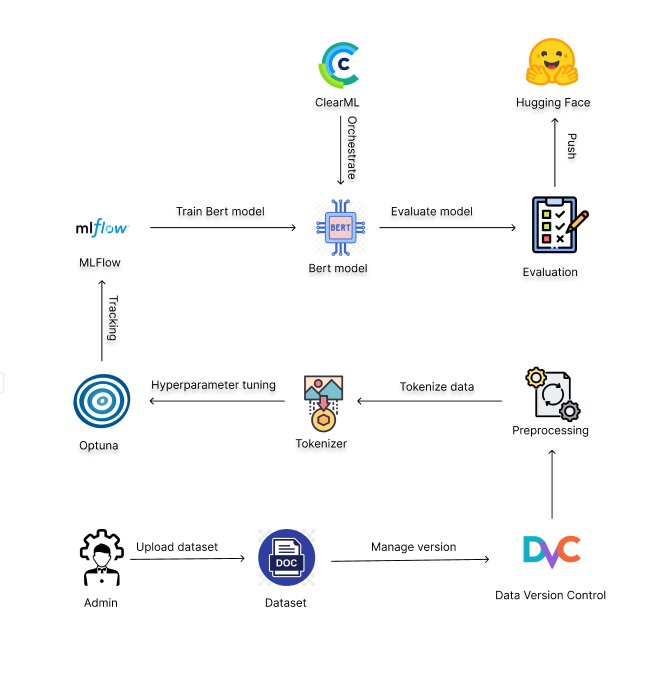 C
ClearML
Hugging Face
Orchestrate
Push
mlflow
Train Bert model
BERT
Evaluate model
MLFlow
Bert model
Evaluation
Tracking
Optuna
Hyperparameter tuning
Tokenizer
Tokenize data
Preprocessing
Admin
Upload dataset
DOC
Dataset
Manage version
DVC
Data Version Control